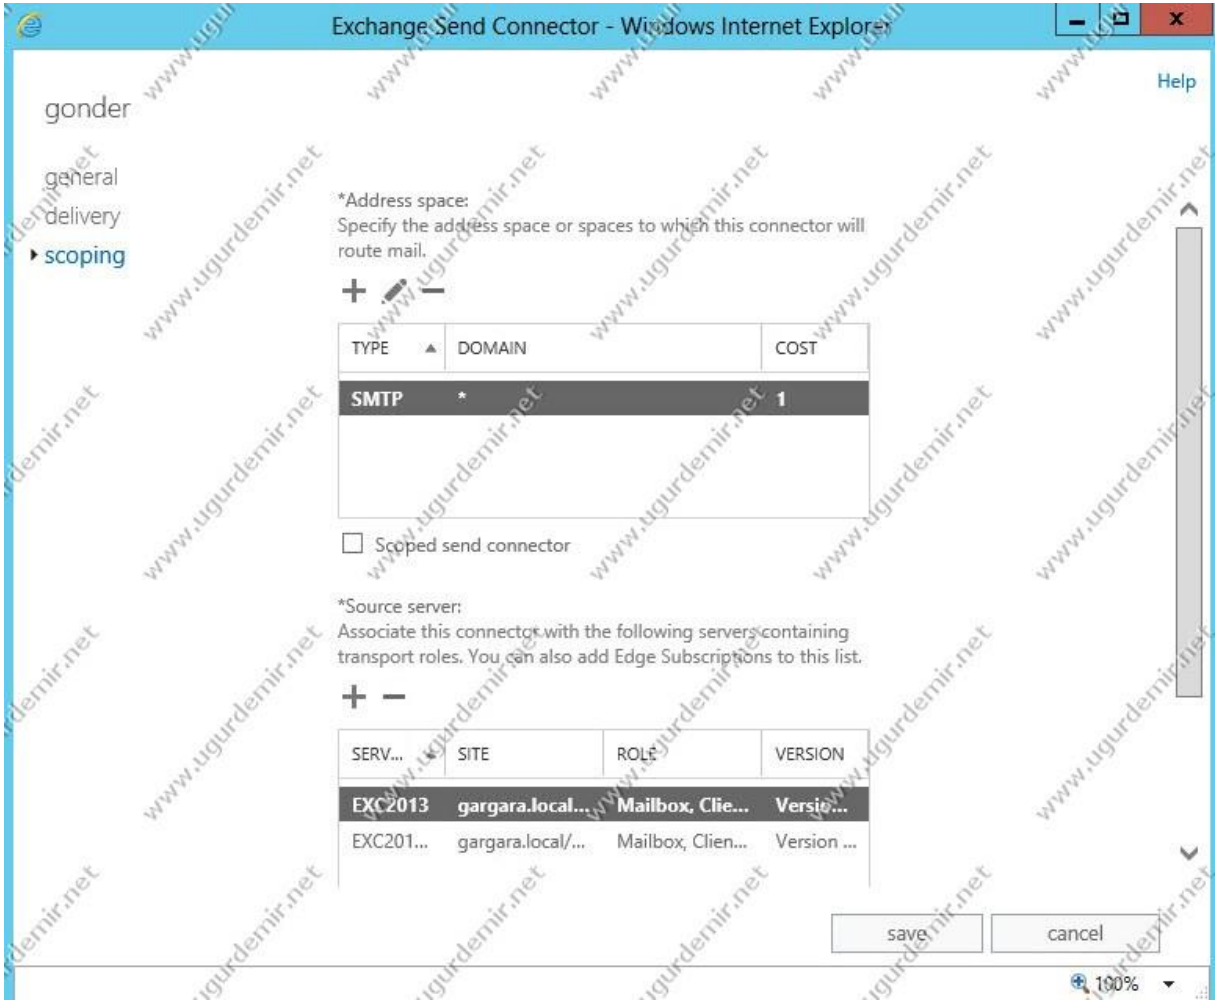 Exchange Send Connector - Windows Internet Explorer
Help
gonder
general
delivery
scoping
*Address space:
Specify the address space or spaces to which this connector will
route mail.
TYPE DOMAIN COST
SMTP * 1
Scoped send connector
*Source server:
Associate this connector with the following servers containing
transport roles. You can also add Edge Subscriptions to this list.
SERV... SITE ROLE VERSION
EXC2013 gargara.local... Mailbox, Clie... Versio...
EXC201... gargara.local/... Mailbox, Clien... Version ...
save cancel
100%
www.ugurdemir.net